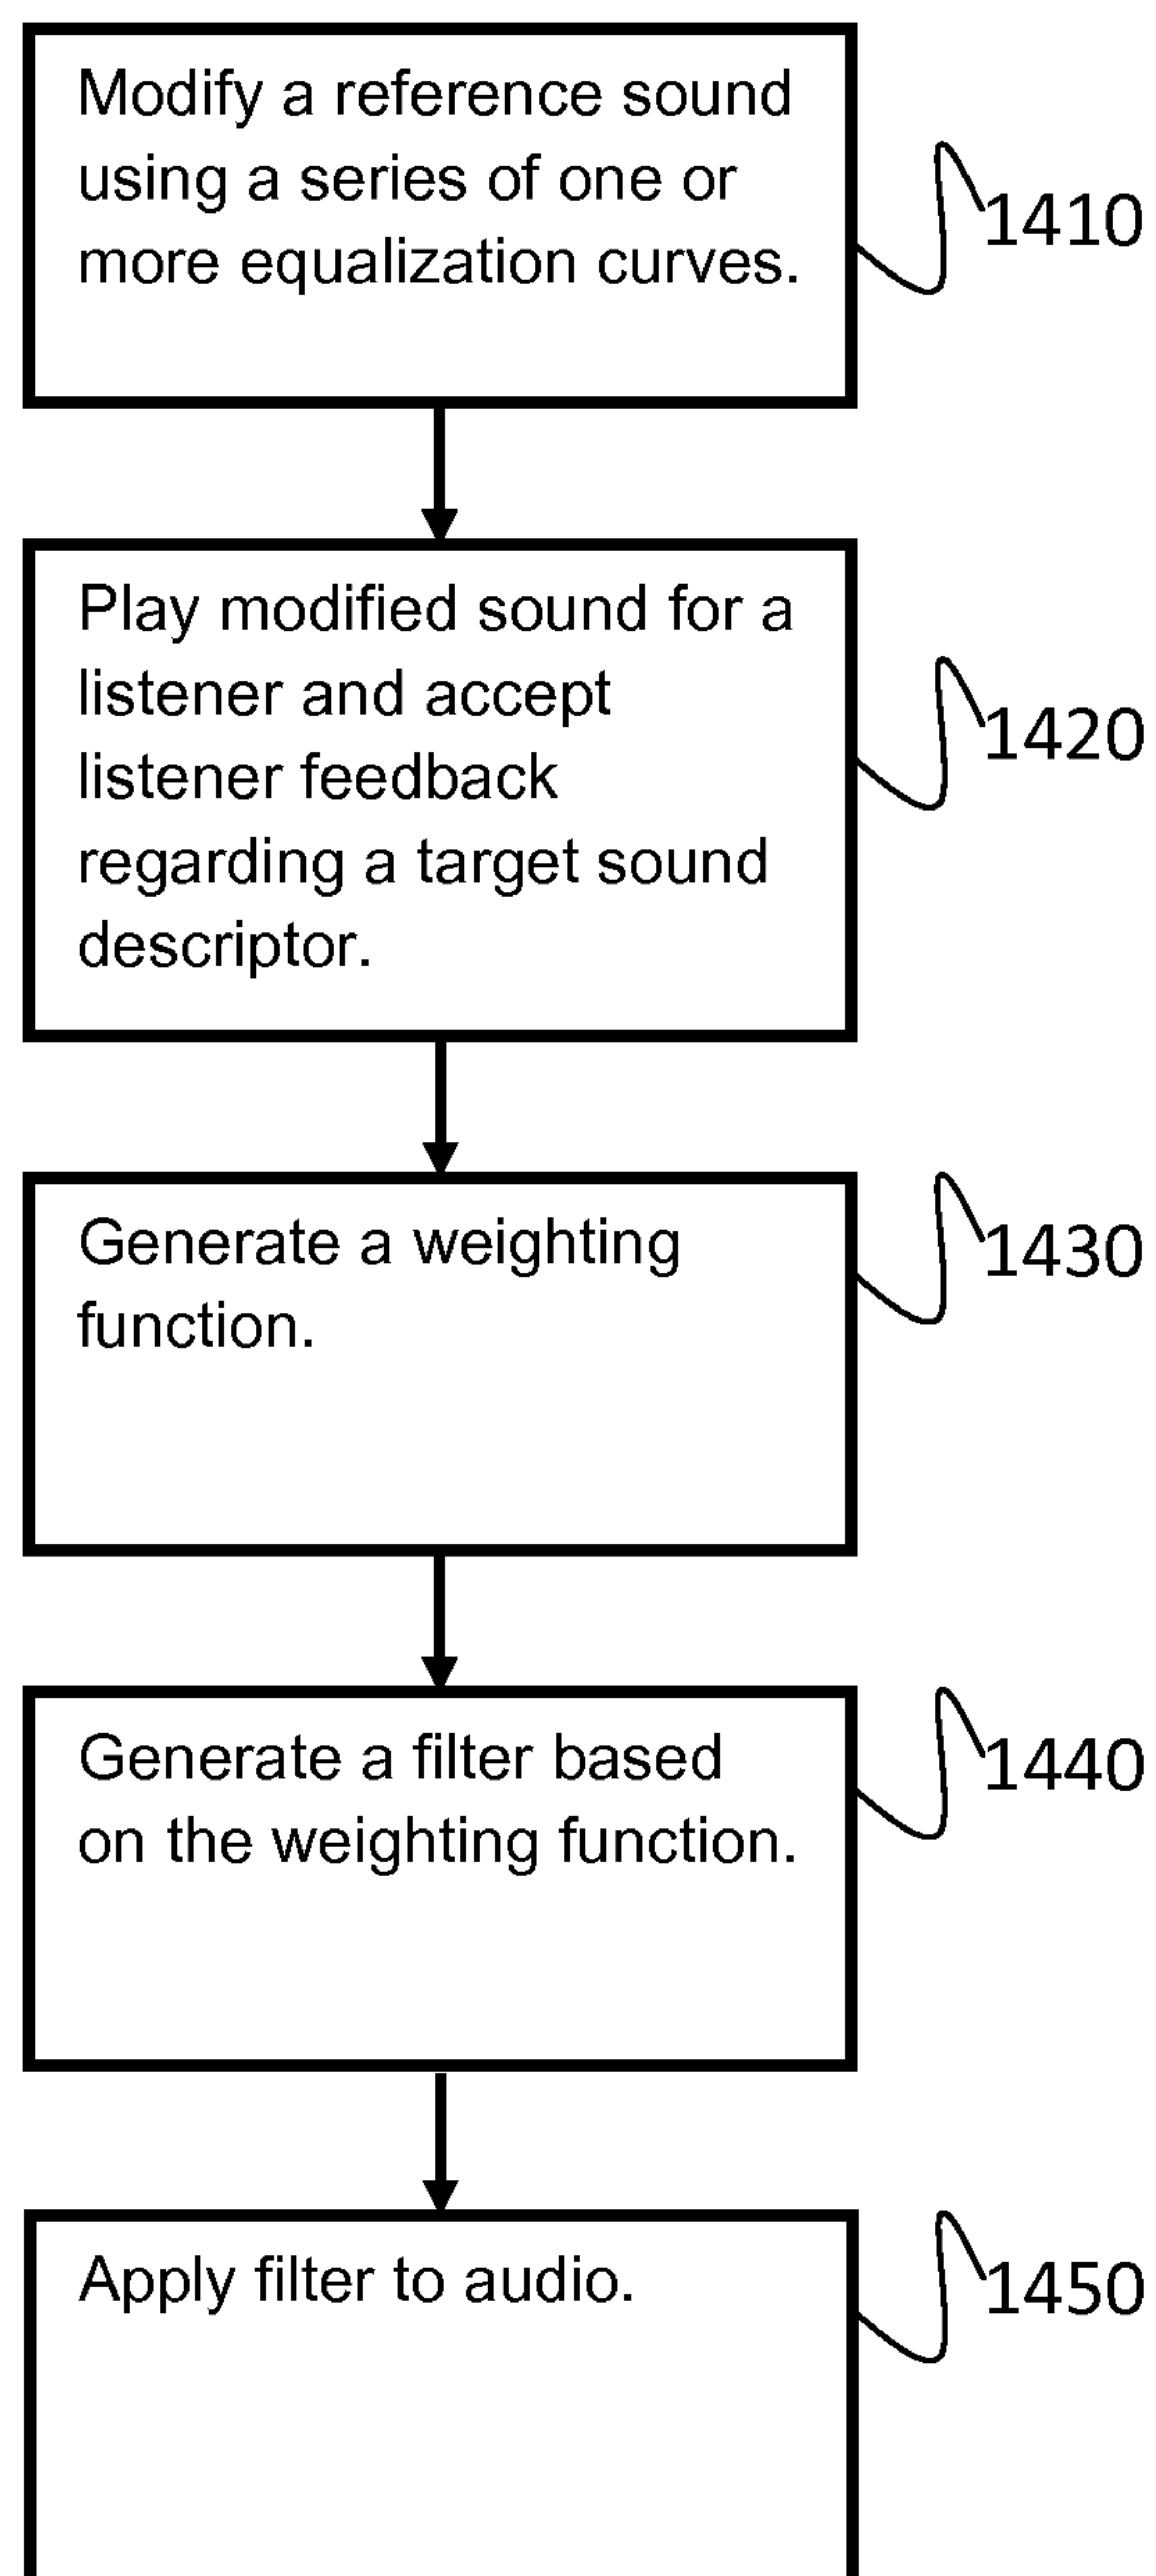 Modify a reference sound
using a series of one or
more equalization curves.
1410
Play modified sound for a
listener and accept
listener feedback
regarding a target sound
descriptor.
1420
Generate a weighting
function.
1430
Generate a filter based
on the weighting function.
1440
Apply filter to audio.
1450